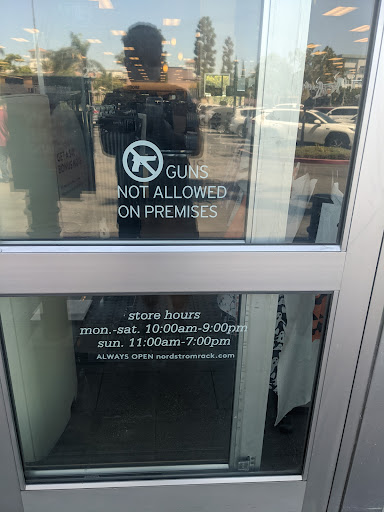 GUNS
NOT ALLOWED
ON PREMISES
store hours
mon.-sat. 10:00am-9:00pm
sun. 11:00am-7:00pm
ALWAYS OPEN nordstromrack.com